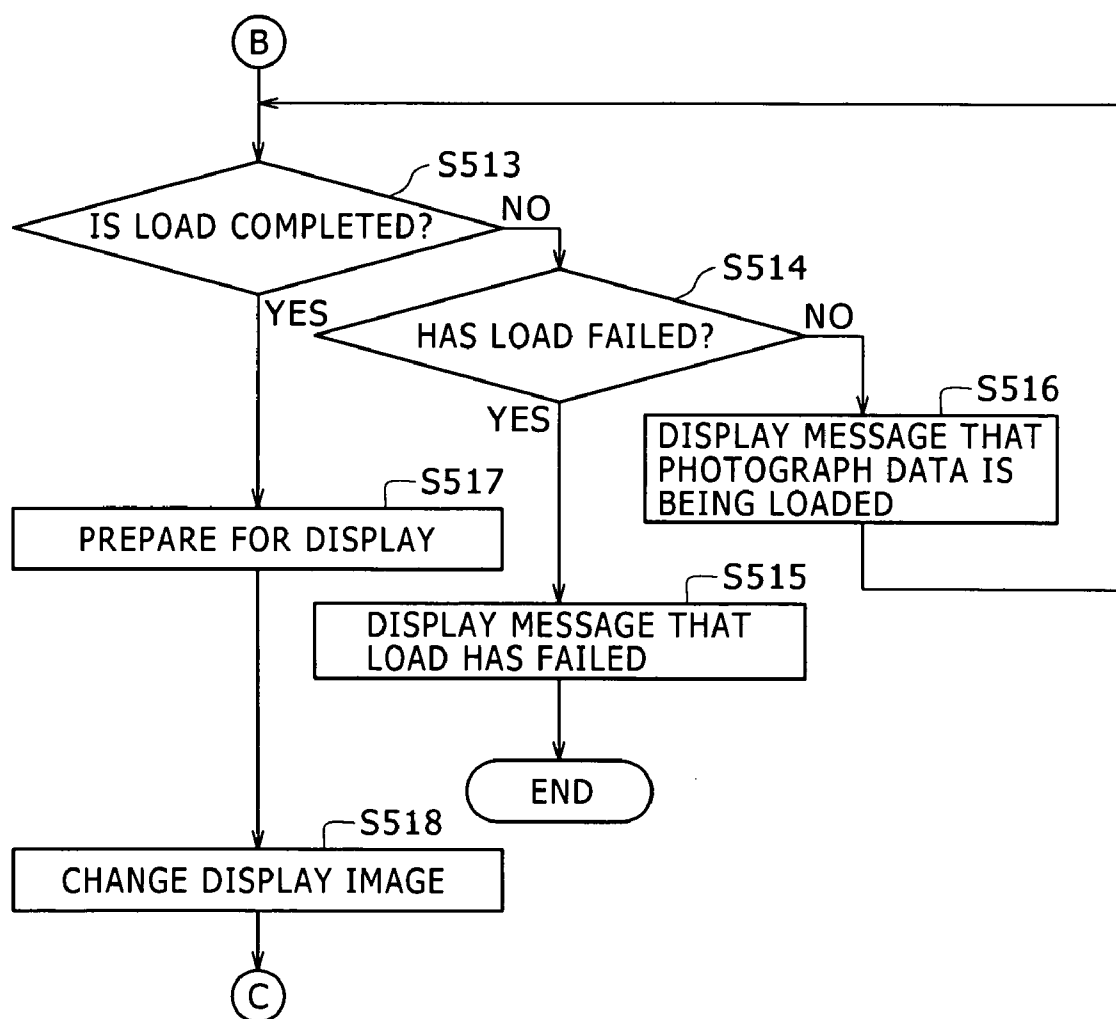 B
S513
IS LOAD COMPLETED?
NO
YES
S514
HAS LOAD FAILED?
NO
YES
S516
DISPLAY MESSAGE THAT
PHOTOGRAPH DATA IS
BEING LOADED
S517
PREPARE FOR DISPLAY
S515
DISPLAY MESSAGE THAT
LOAD HAS FAILED
END
S518
CHANGE DISPLAY IMAGE
C